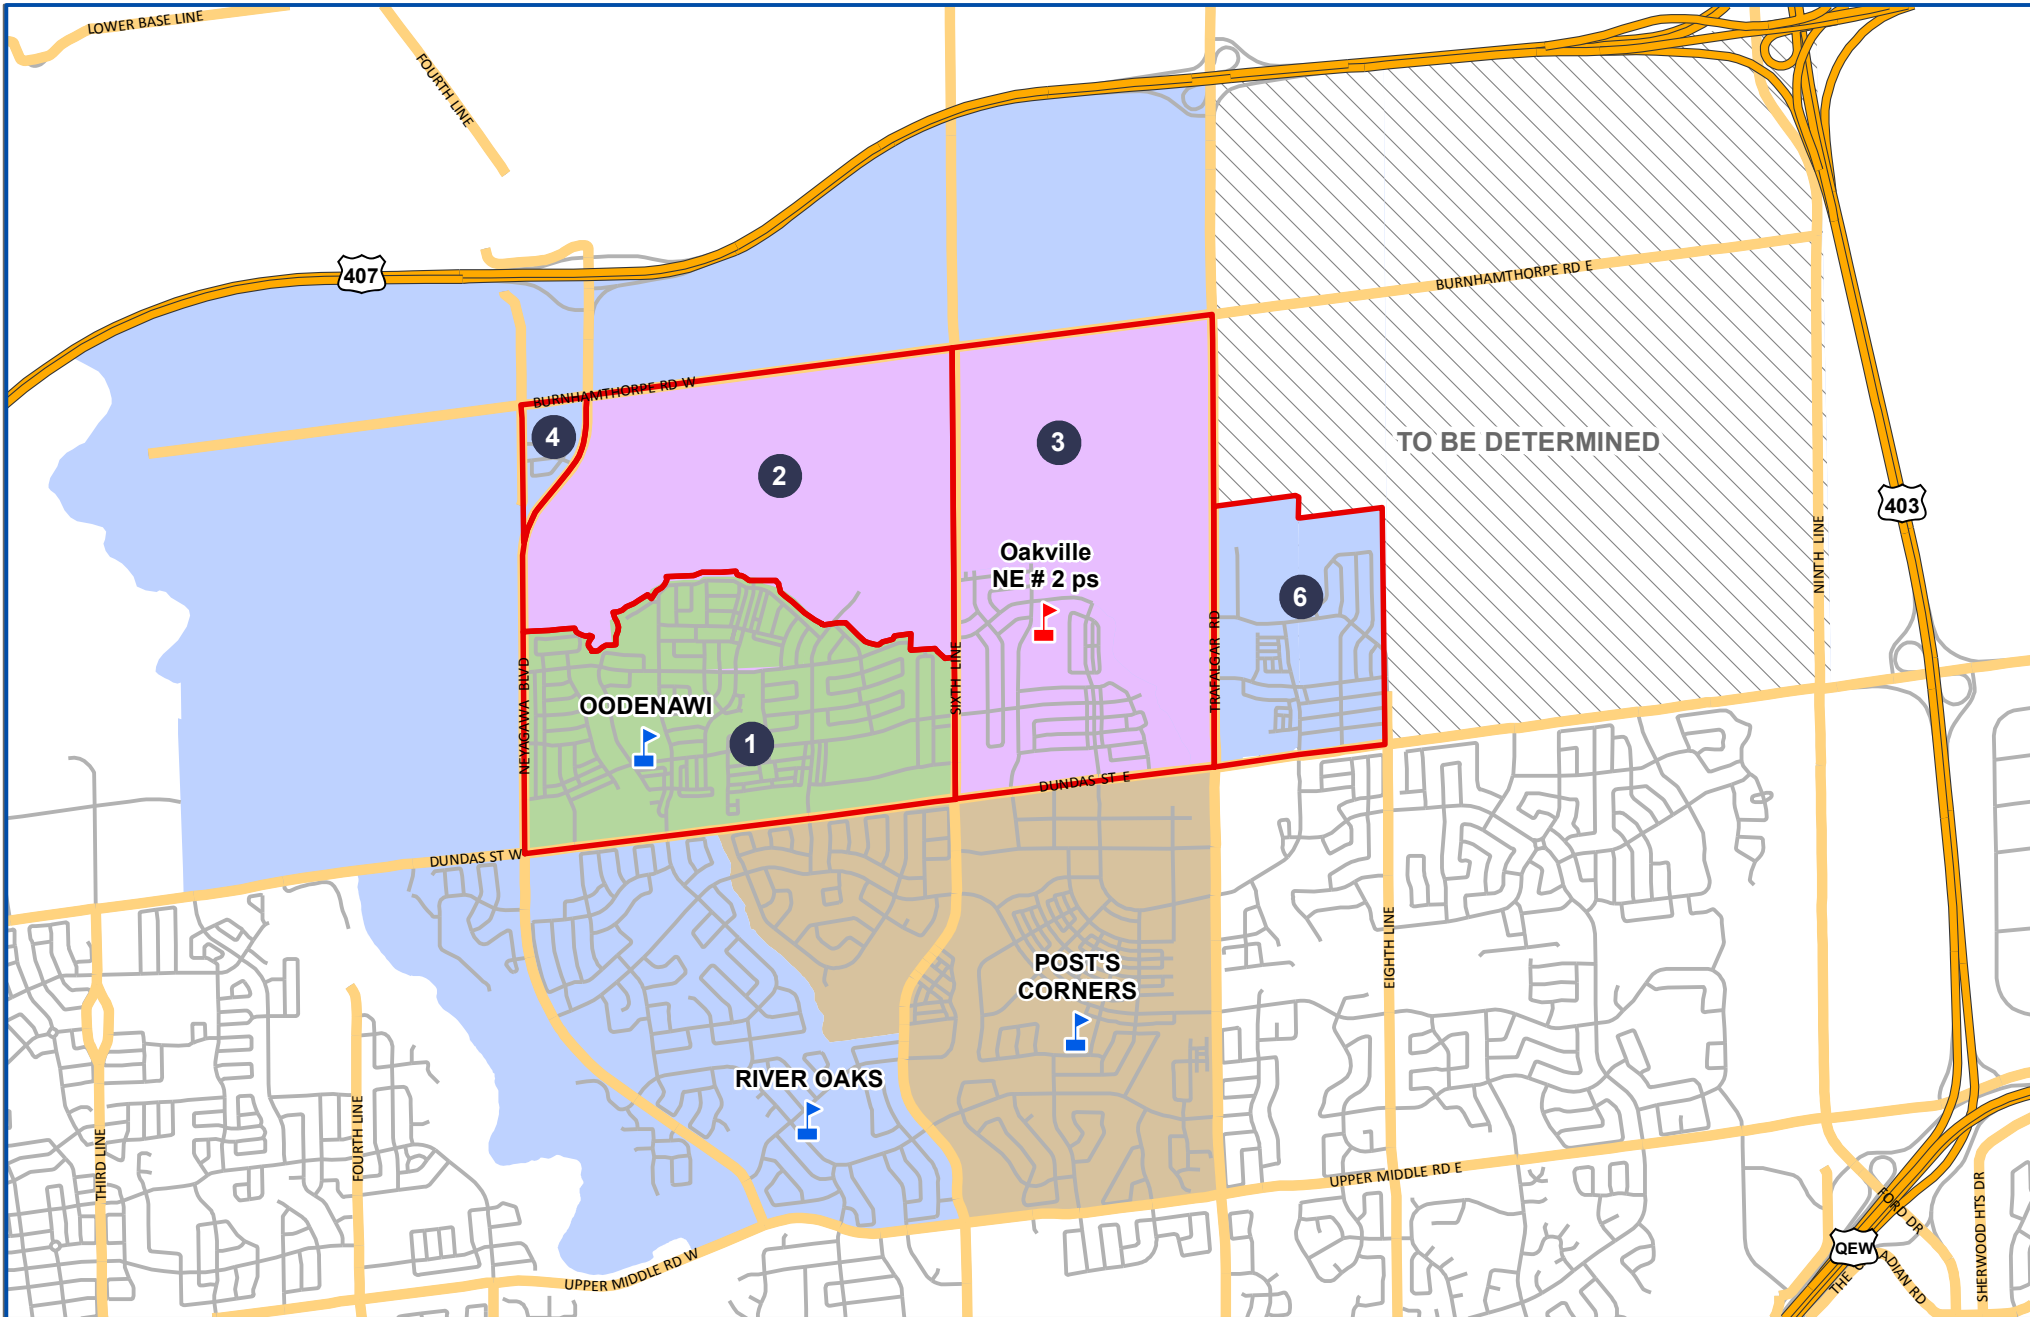 LOWER BASE LINE
FOURTH LINE
407
BURNHAMTHORPE RD E
BURNHAMTHORPE RD W
4
3
2
TO BE DETERMINED
403
Oakville
NE # 2 ps
6
NINTH LINE
NEYAGAWA BLVD
SIXTH LINE
TRAFALGAR RD
OODENAWI
1
DUNDAS ST E
DUNDAS ST W
EIGHTH LINE
POST'S
CORNERS
RIVER OAKS
THIRD LINE
FOURTH LINE
UPPER MIDDLE RD E
UPPER MIDDLE RD W
FORD DR
SHERWOOD HTS DR
QEW
THE
ADIAN RD